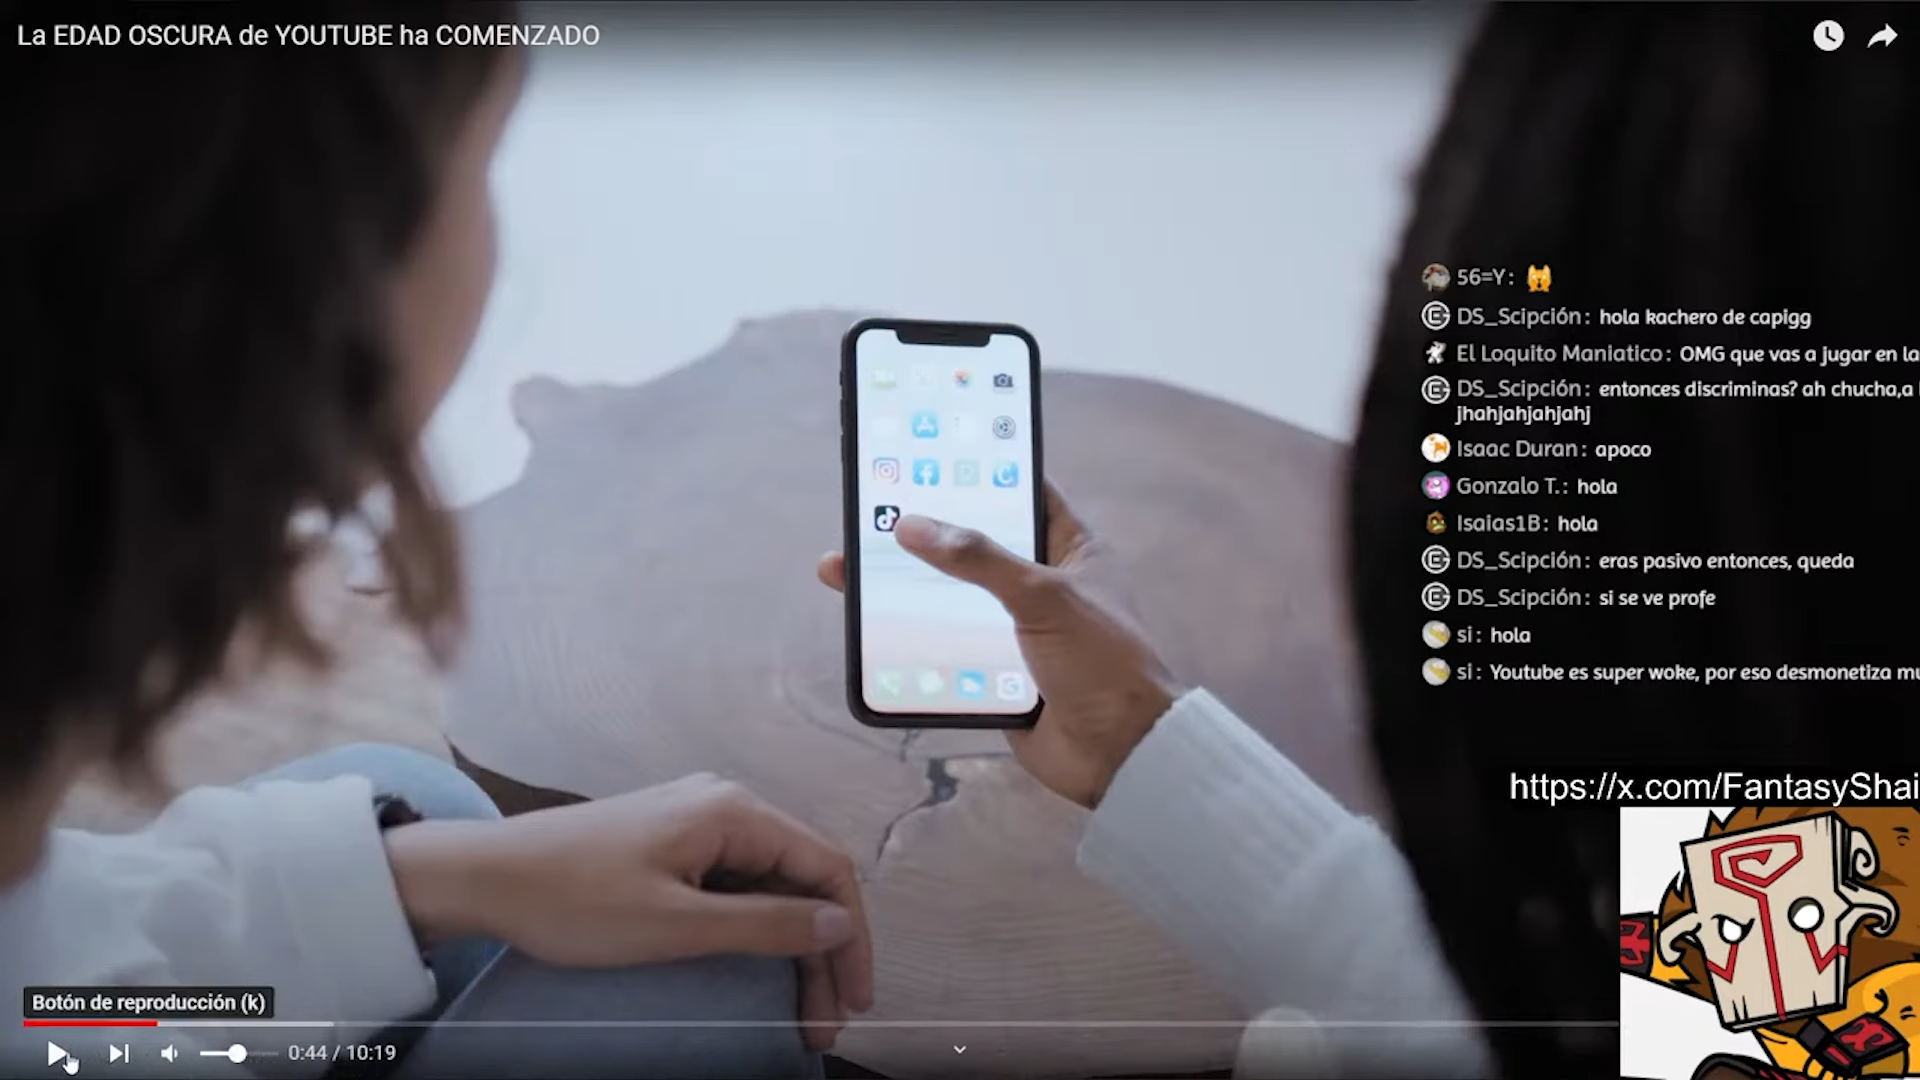 La EDAD OSCURA de YOUTUBE ha COMENZADO
56=Y:
DS_Scipción: hola kachero de capigg
El Loquito Maniatico: OMG que vas a jugar en la
DS_Scipción: entonces discriminas? ah chucha,a
jhahjahjahjahj
Isaac Duran: apoco
Gonzalo T.: hola
Isaias1B: hola
DS_Scipción: eras pasivo entonces, queda
DS_Scipción: si se ve profe
si: hola
si: Youtube es super woke, por eso desmonetiza
https://x.com/FantasyShai
Botón de reproducción (k)
0:44 / 10:19